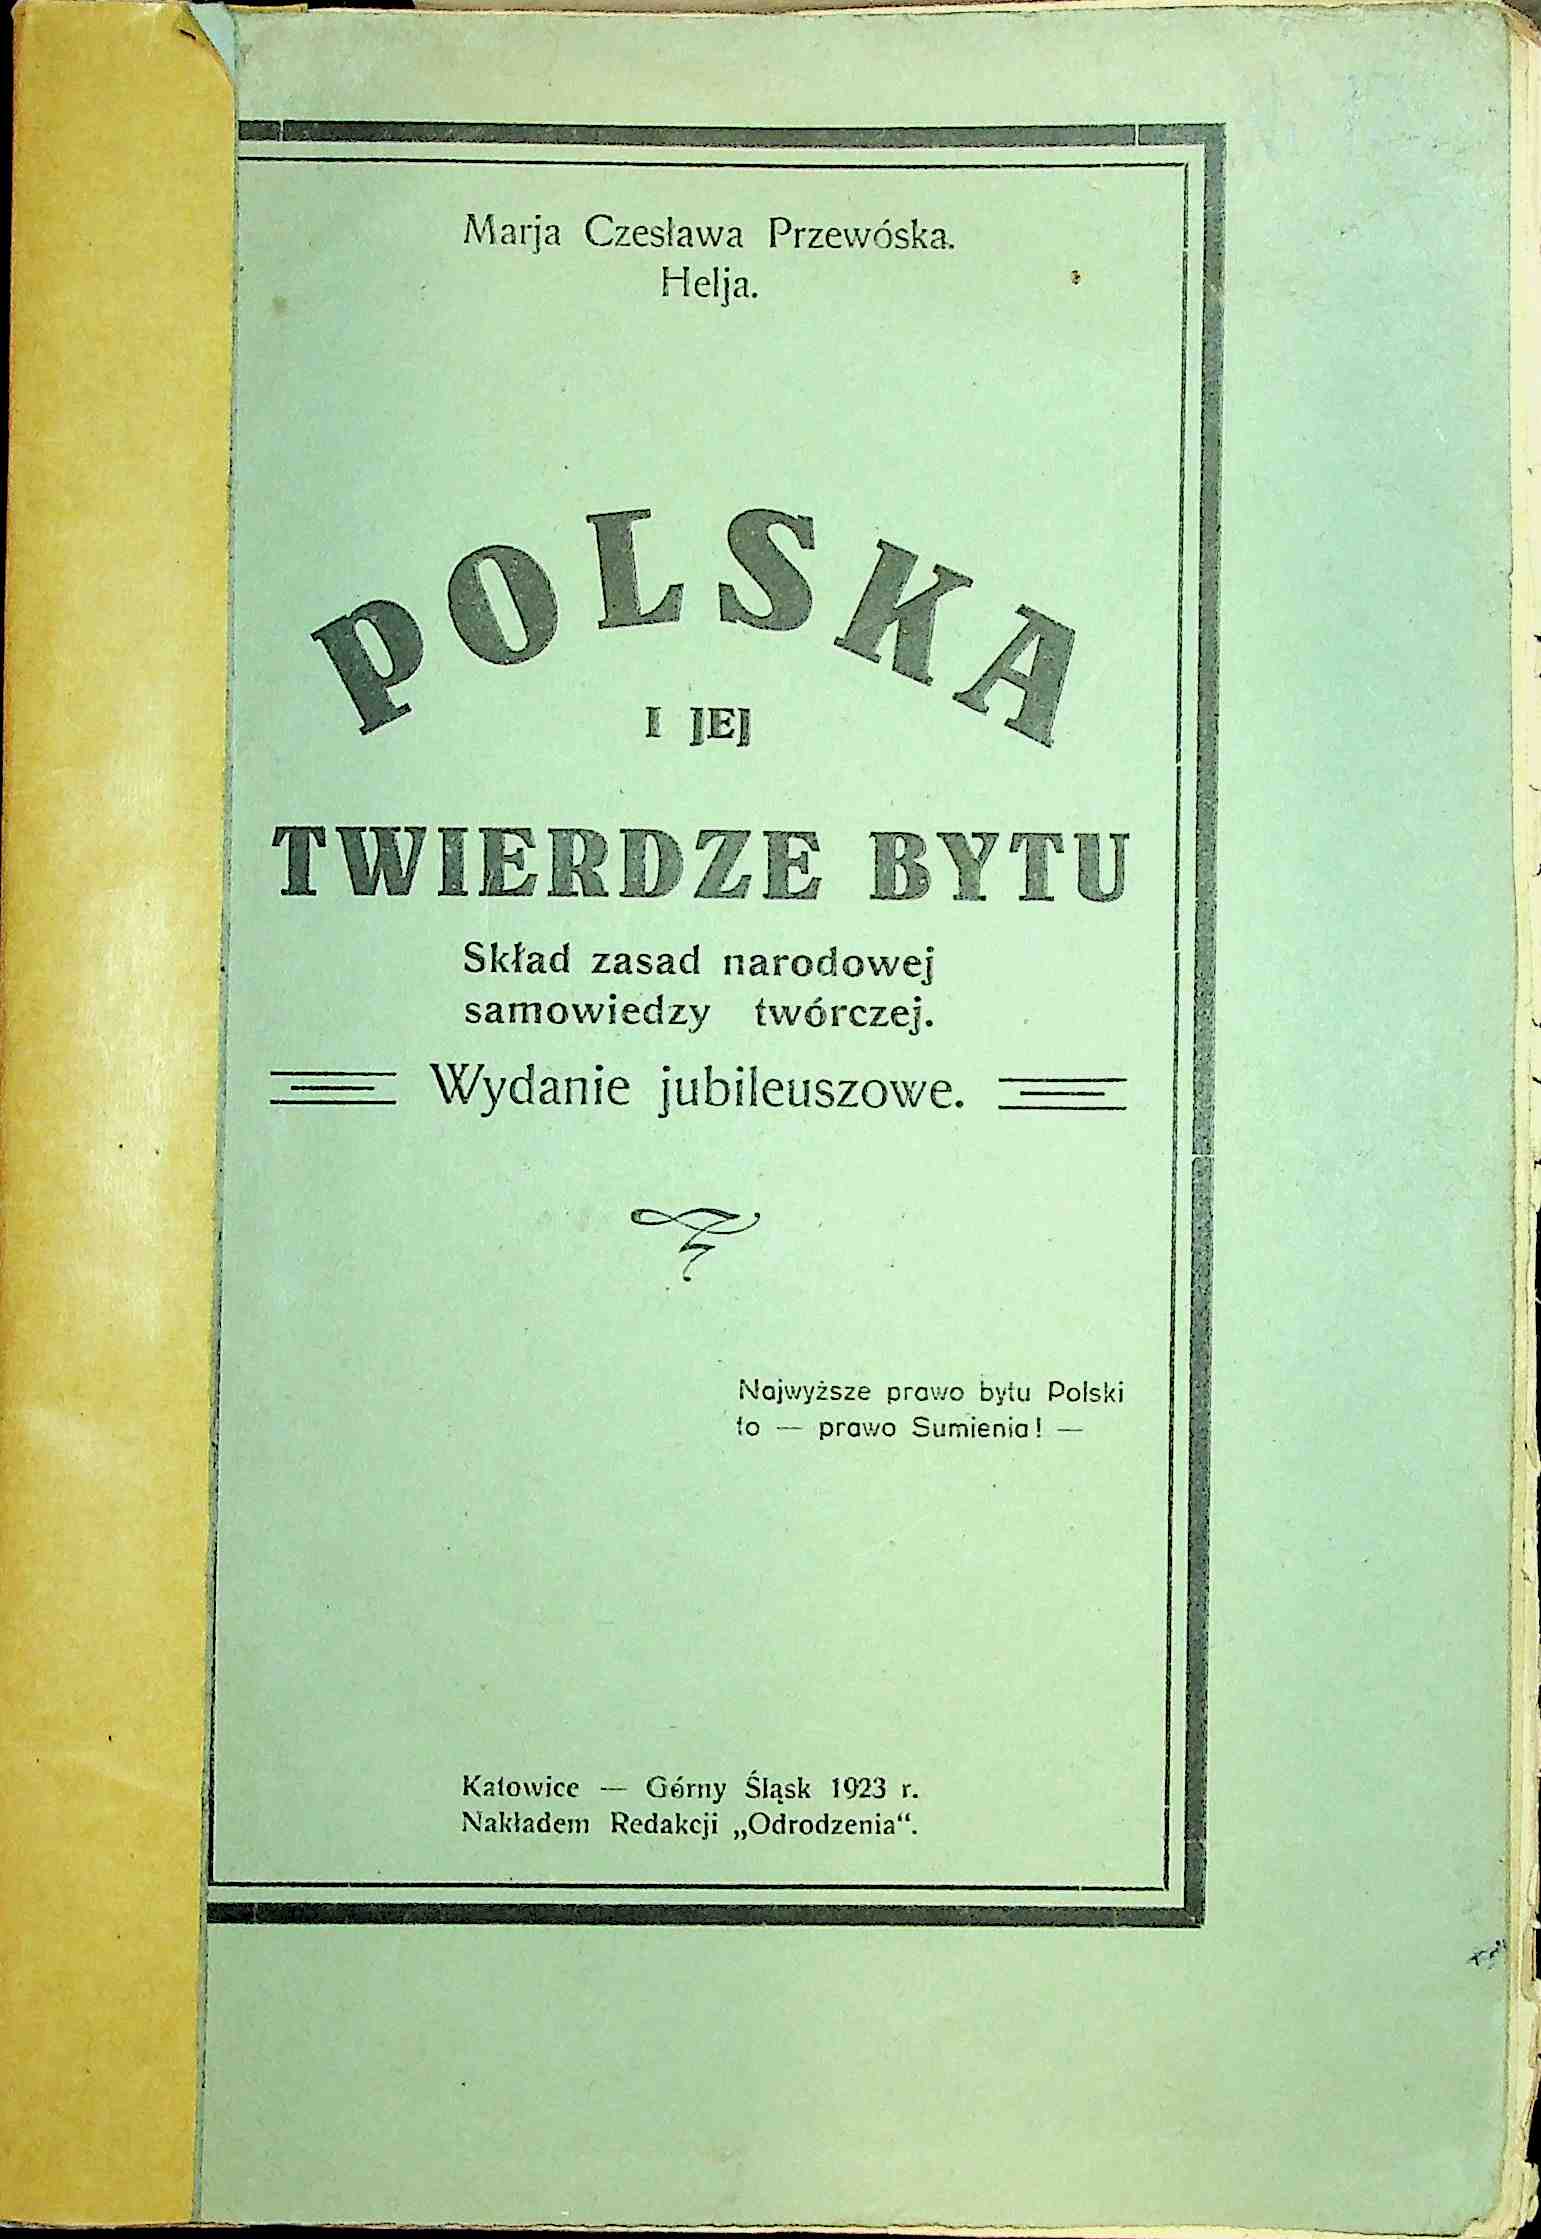 Marja Czesława Przewóska.
Helja.
POLSKA
I JEJ
TWIERDZE BYTU
Skład zasad narodowej
samowiedzy twórczej.
Wydanie jubileuszowe.
Najwyższe prawo bytu Polski
to — prawo Sumienia! —
Katowice — Górny Śląsk 1923 r.
Nakładem Redakcji „Odrodzenia“.